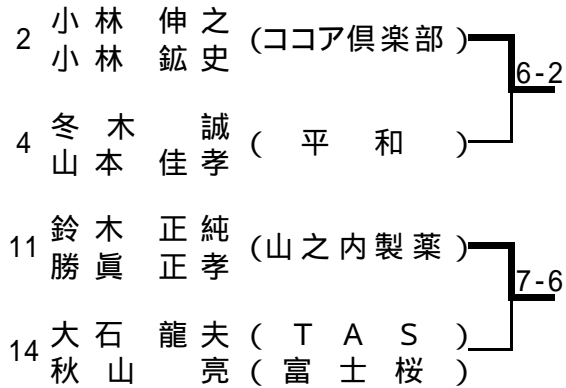 2 小林 伸之 (ココア倶楽部)
小林 鉱史
6-2
4 冬木 誠 (平和)
山本 佳孝
11 鈴木 正純 (山之内製薬)
勝眞 正孝
7-6
14 大石 龍夫 (TAS)
秋山 亮 (富士桜)